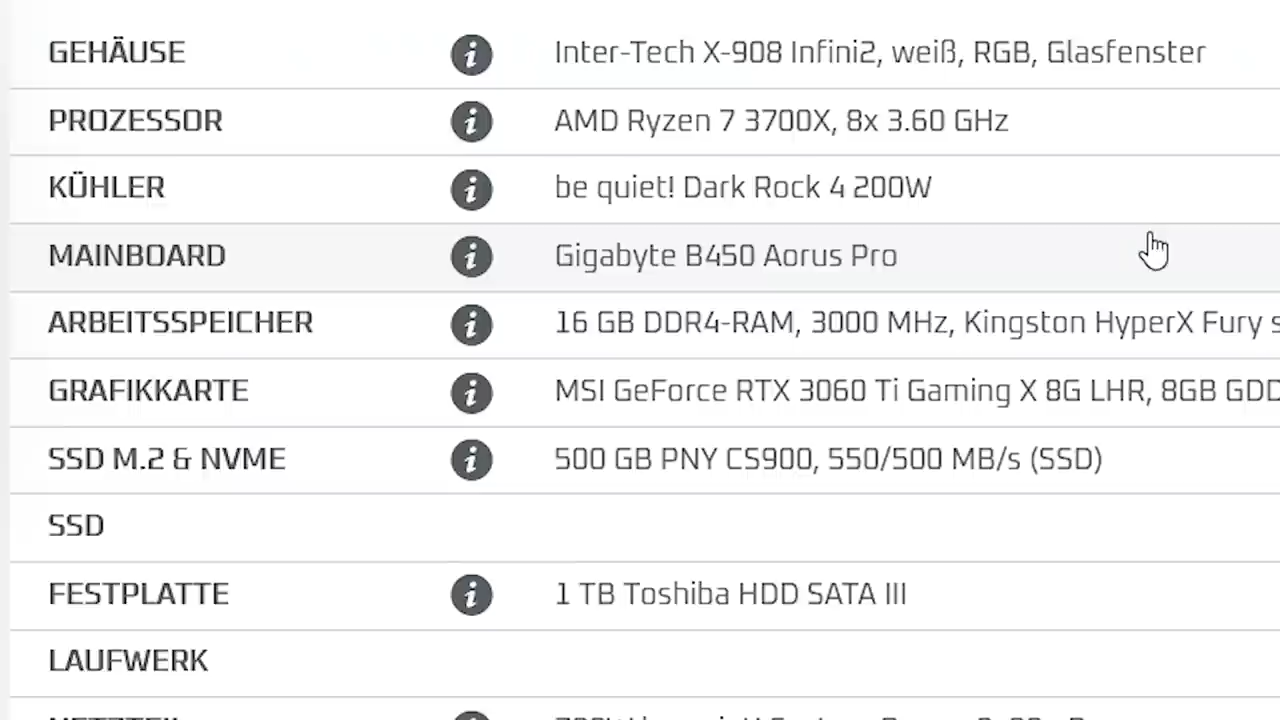 GEHÄUSE Inter-Tech X-908 Infini2, weiß, RGB, Glasfenster
PROZESSOR AMD Ryzen 7 3700X, 8x 3.60 GHz
KÜHLER be quiet! Dark Rock 4 200W
MAINBOARD Gigabyte B450 Aorus Pro
ARBEITSSPEICHER 16 GB DDR4-RAM, 3000 MHz, Kingston HyperX Fury s
GRAFIKKARTE MSI GeForce RTX 3060 Ti Gaming X 8G LHR, 8GB GDD
SSD M.2 & NVME 500 GB PNY CS900, 550/500 MB/s (SSD)
SSD
FESTPLATTE 1 TB Toshiba HDD SATA III
LAUFWERK